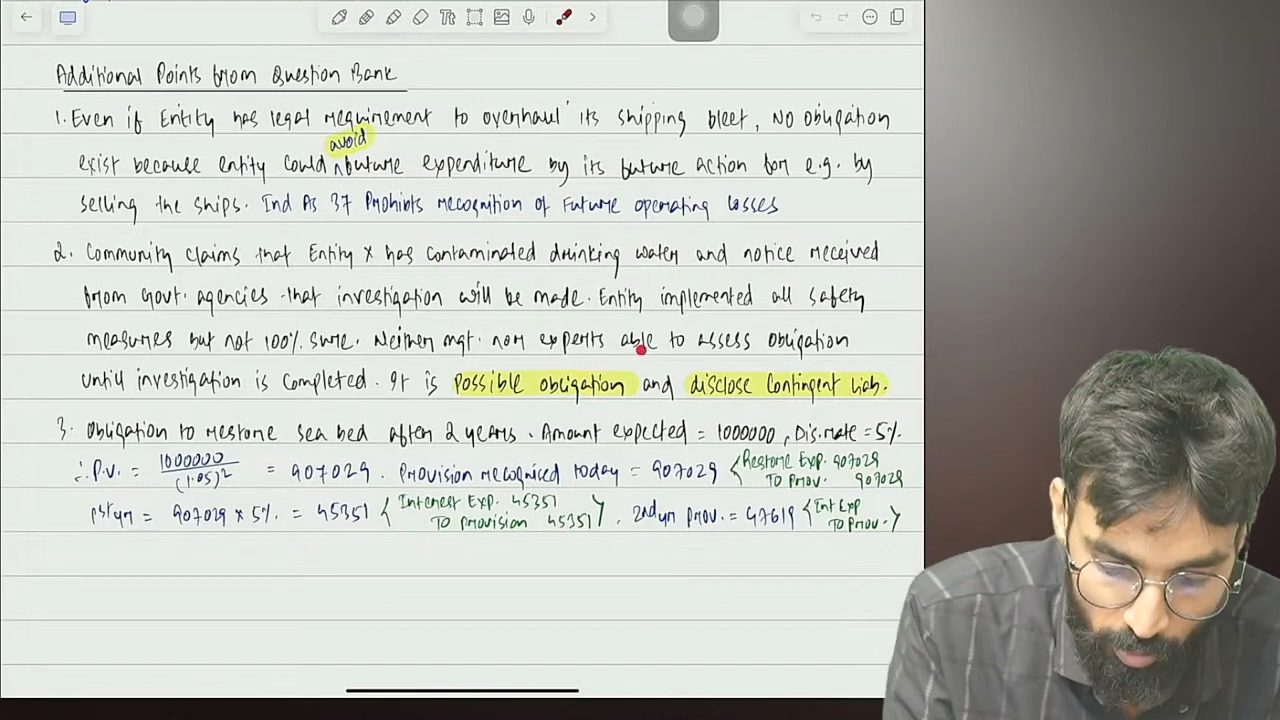 Additional Points from Question Bank
1. Even if Entity has legal requirement to overhaul its shipping fleet, No obligation
exist because entity could avoid future expenditure by its future action for e.g. by
selling the ships. Ind As 37 Prohibits recognition of Future operating losses
2. Community claims that Entity X has contaminated drinking water and notice received
from Govt. agencies that investigation will be made. Entity implemented all safety
measures but not 100% sure. Neither mgt. nor experts able to assess obligation
until investigation is completed. It is possible obligation and disclose Contingent Liab.
3. Obligation to restore sea bed after 2 years. Amount expected = 1000000, Dis. rate = 5%.
∴ P.V. = 1000000 / (1.05)² = 907029. Provision recognised today = 907029 < Restore Exp. 907029
To Prov. 907029
1st yr = 907029 x 5% = 45351 < Interest Exp. 45351
To provision 45351 >, 2nd yr prov. = 47619 < Int Exp
To Prov. >